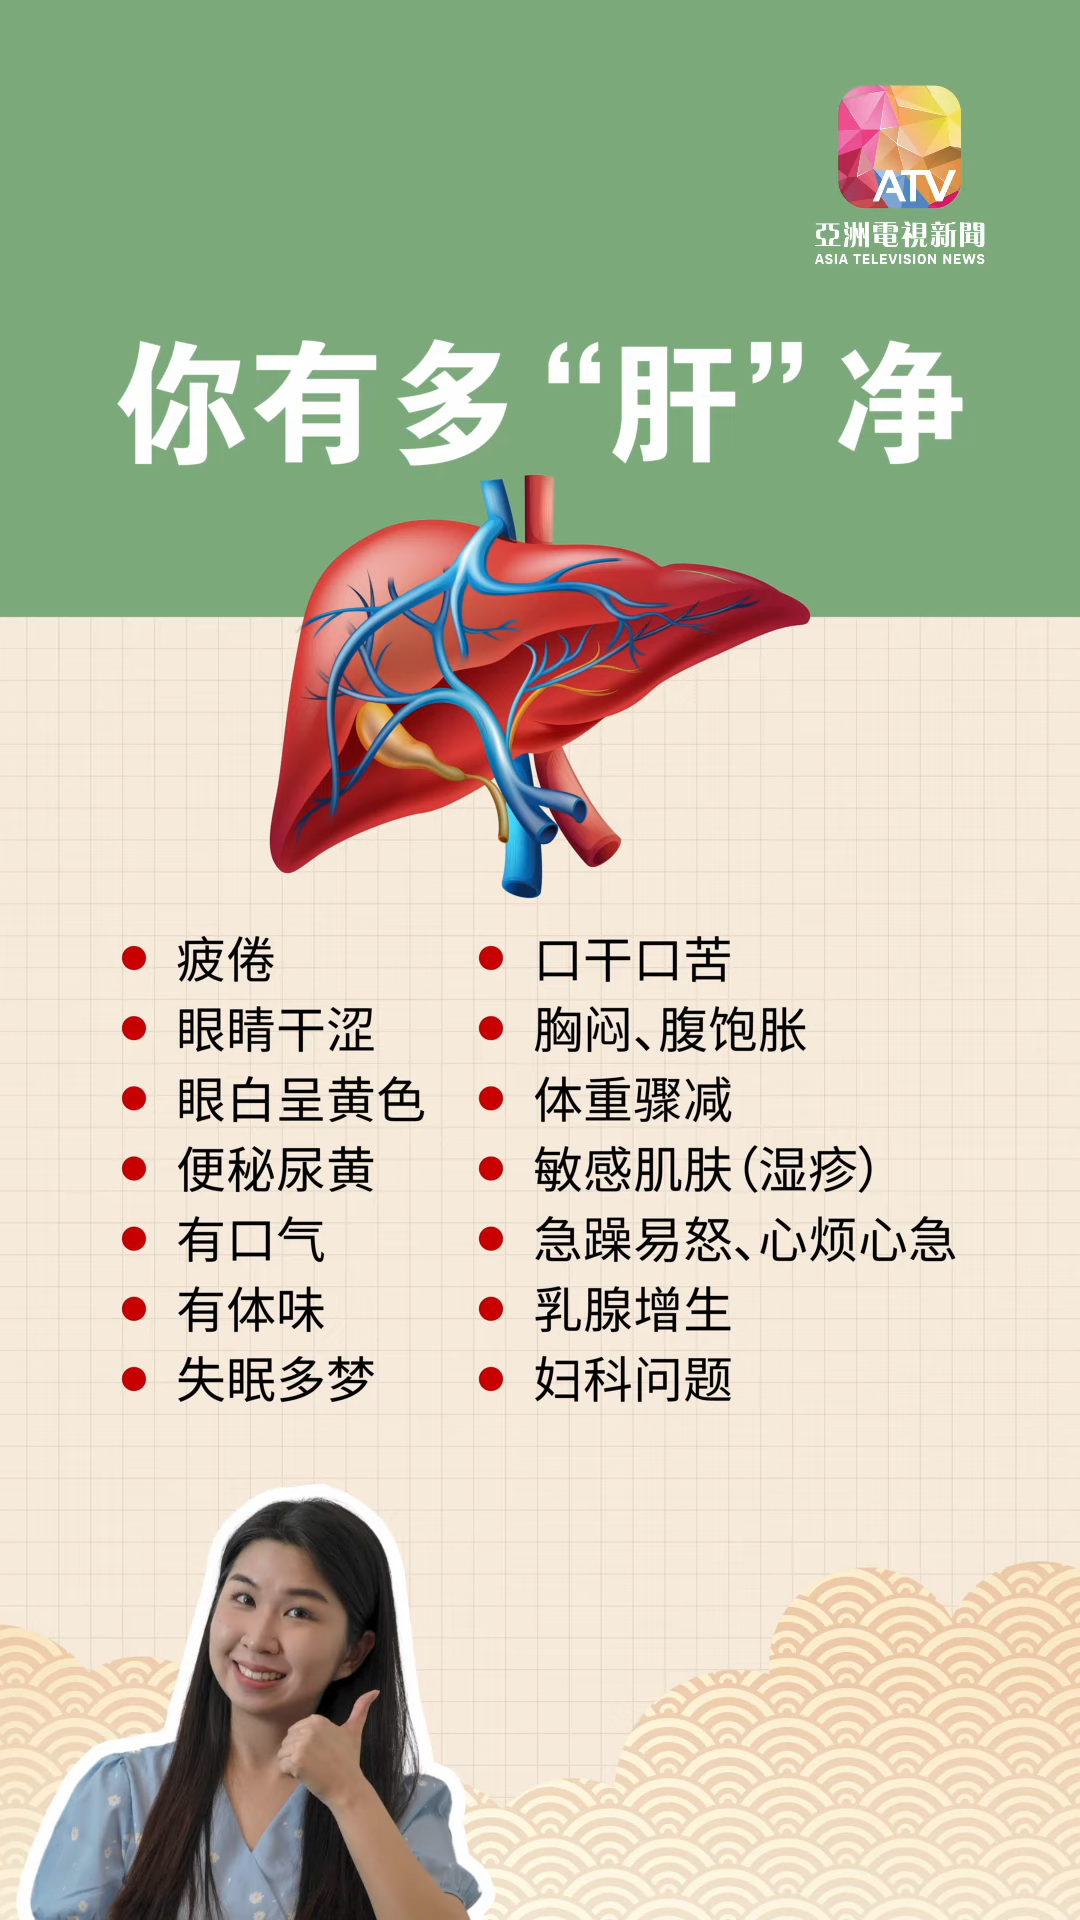 ATV
亞洲電視新聞
ASIA TELEVISION NEWS
你有多“肝”净
疲倦
眼睛干涩
眼白呈黄色
便秘尿黄
有口气
有体味
失眠多梦
口干口苦
胸闷、腹饱胀
体重骤减
敏感肌肤(湿疹)
急躁易怒、心烦心急
乳腺增生
妇科问题